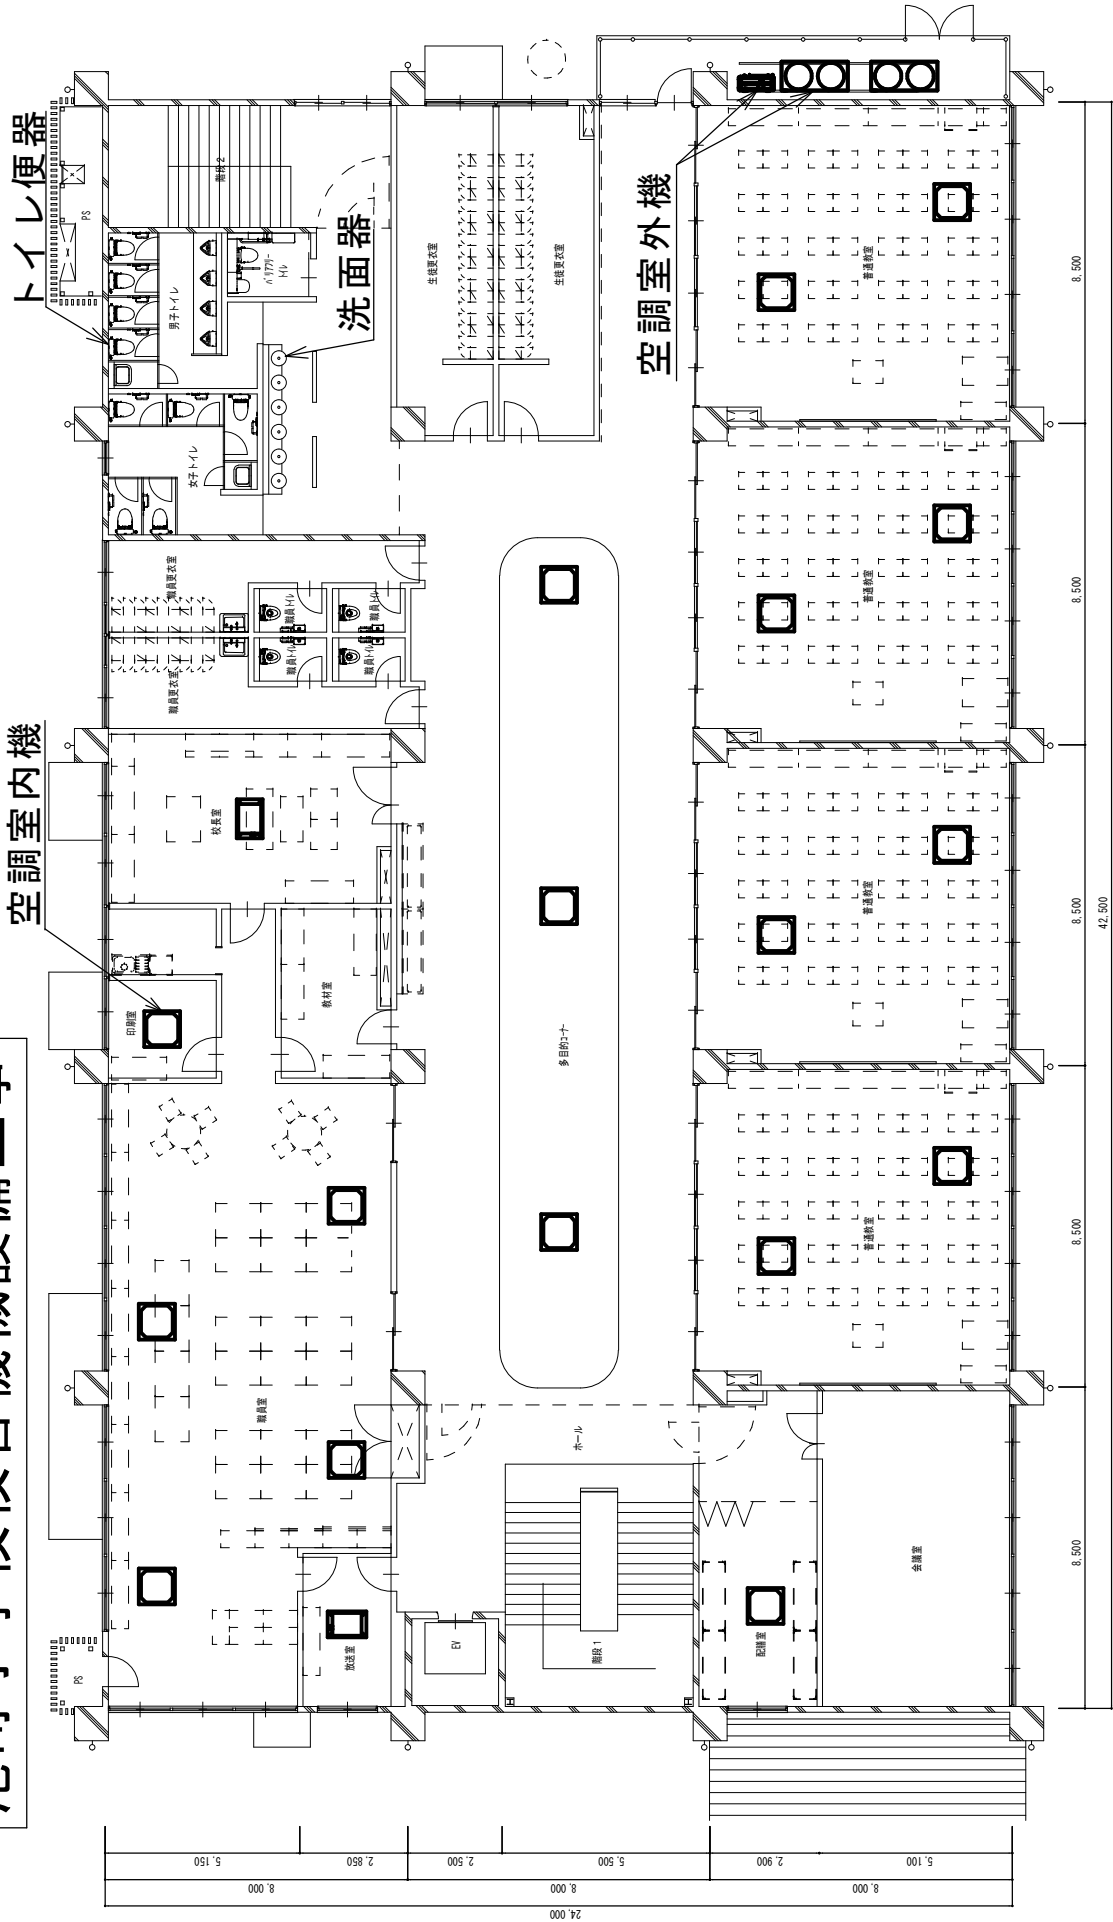 トイレ便器
洗面器
空調室外機
空調室内機
PS
階段2
男子トイレ
バリアフリー
トイレ
女子トイレ
生徒更衣室
生徒更衣室
普通教室
職員更衣室
職員更衣室
職員トイレ
職員トイレ
職員トイレ
職員トイレ
普通教室
校長室
印刷室
教材室
多目的コーナー
普通教室
普通教室
職員室
ホール
放送室
PS
EV
階段1
配膳室
会議室
8,500
8,500
8,500
8,500
8,500
42,500
5,150
2,850
2,500
5,500
2,900
5,100
8,000
8,000
8,000
24,000